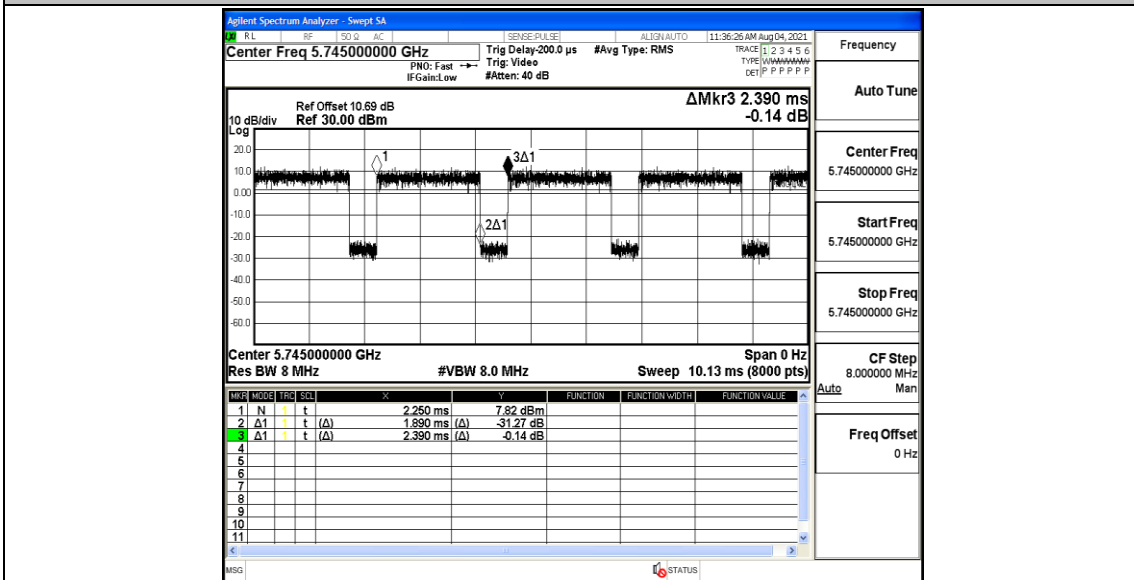 Agilent Spectrum Analyzer - Swept SA
LXI RL RF 50 Ω AC SENSE:PULSE ALIGN AUTO 11:36:26 AM Aug 04, 2021
Center Freq 5.745000000 GHz
PNO: Fast
IFGain:Low
Trig Delay-200.0 µs
Trig: Video
#Atten: 40 dB
#Avg Type: RMS
TRACE 1 2 3 4 5 6
TYPE WWWWWW
DET P P P P P P
ΔMkr3 2.390 ms
-0.14 dB
Ref Offset 10.69 dB
10 dB/div Ref 30.00 dBm
Log
20.0
10.0
0.00
-10.0
-20.0
-30.0
-40.0
-50.0
-60.0
1
3Δ1
2Δ1
Center 5.745000000 GHz Span 0 Hz
Res BW 8 MHz #VBW 8.0 MHz Sweep 10.13 ms (8000 pts)
MKR MODE TRC SCL X Y FUNCTION FUNCTION WIDTH FUNCTION VALUE
1 N 1 t 2.250 ms 7.82 dBm
2 Δ1 1 t (Δ) 1.890 ms (Δ) -31.27 dB
3 Δ1 1 t (Δ) 2.390 ms (Δ) -0.14 dB
4
5
6
7
8
9
10
11
MSG STATUS
Frequency
Auto Tune
Center Freq
5.745000000 GHz
Start Freq
5.745000000 GHz
Stop Freq
5.745000000 GHz
CF Step
8.000000 MHz
Auto Man
Freq Offset
0 Hz